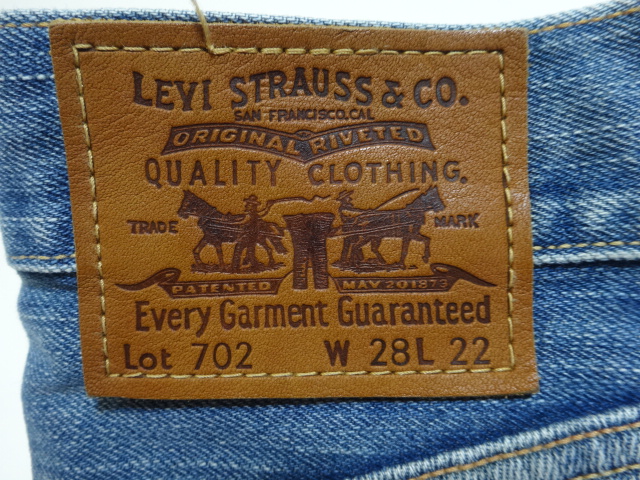 LEVI STRAUSS & CO.
SAN FRANCISCO.CAL
ORIGINAL RIVETED
QUALITY CLOTHING.
TRADE MARK
PATENTED MAY 20 1873
Every Garment Guaranteed
Lot 702 W 28 L 22